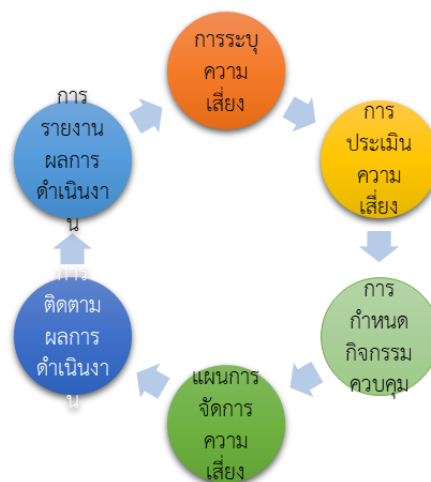 การระบุ
ความ
เสี่ยง
การ
ประเมิน
ความ
เสี่ยง
การ
กำหนด
กิจกรรม
ควบคุม
แผนการ
จัดการ
ความ
เสี่ยง
การ
ติดตาม
ผลการ
ดำเนินงา
น
การ
รายงาน
ผลการ
ดำเนินงา
น